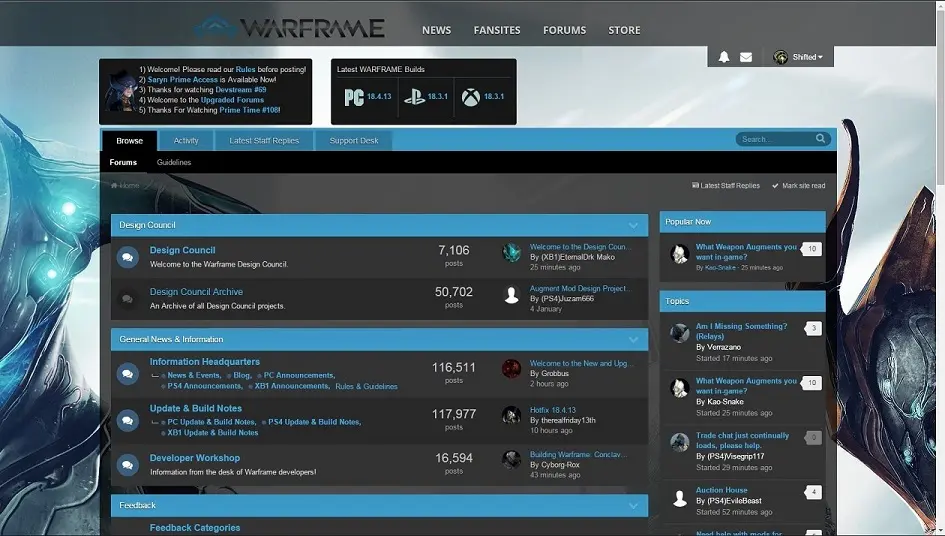 WARFRAME
NEWS FANSITES FORUMS STORE
Shifted
1) Welcome! Please read our Rules before posting!
2) Saryn Prime Access is Available Now!
3) Thanks for watching Devstream #69
4) Welcome to the Upgraded Forums
5) Thanks For Watching Prime Time #108!
Latest WARFRAME Builds
PC 18.4.13 18.3.1 18.3.1
Browse Activity Latest Staff Replies Support Desk
Search...
Forums Guidelines
Home
Latest Staff Replies Mark site read
Design Council
Design Council
Welcome to the Warframe Design Council.
7,106
posts
Welcome to the Design Coun...
By (XB1)EternalDrk Mako
25 minutes ago
Design Council Archive
An Archive of all Design Council projects.
50,702
posts
Augment Mod Design Project...
By (PS4)Juzam666
4 January
General News & Information
Information Headquarters
News & Events, Blog, PC Announcements,
PS4 Announcements, XB1 Announcements, Rules & Guidelines
116,511
posts
Welcome to the New and Upg...
By Grobbus
2 hours ago
Update & Build Notes
PC Update & Build Notes, PS4 Update & Build Notes,
XB1 Update & Build Notes
117,977
posts
Hotfix 18.4.13
By therealfriday13th
10 hours ago
Developer Workshop
Information from the desk of Warframe developers!
16,594
posts
Building Warframe: Conclav...
By Cyborg-Rox
43 minutes ago
Feedback
Feedback Categories
Popular Now
What Weapon Augments you
want in-game?
10
By Kao-Snake · 25 minutes ago
Topics
Am I Missing Something?
(Relays)
3
By Verrazano
Started 17 minutes ago
What Weapon Augments you
want in-game?
10
By Kao-Snake
Started 25 minutes ago
Trade chat just continually
loads, please help.
0
By (PS4)Visegrip117
Started 29 minutes ago
Auction House
4
By (PS4)EvileBeast
Started 52 minutes ago
Need help with mods for